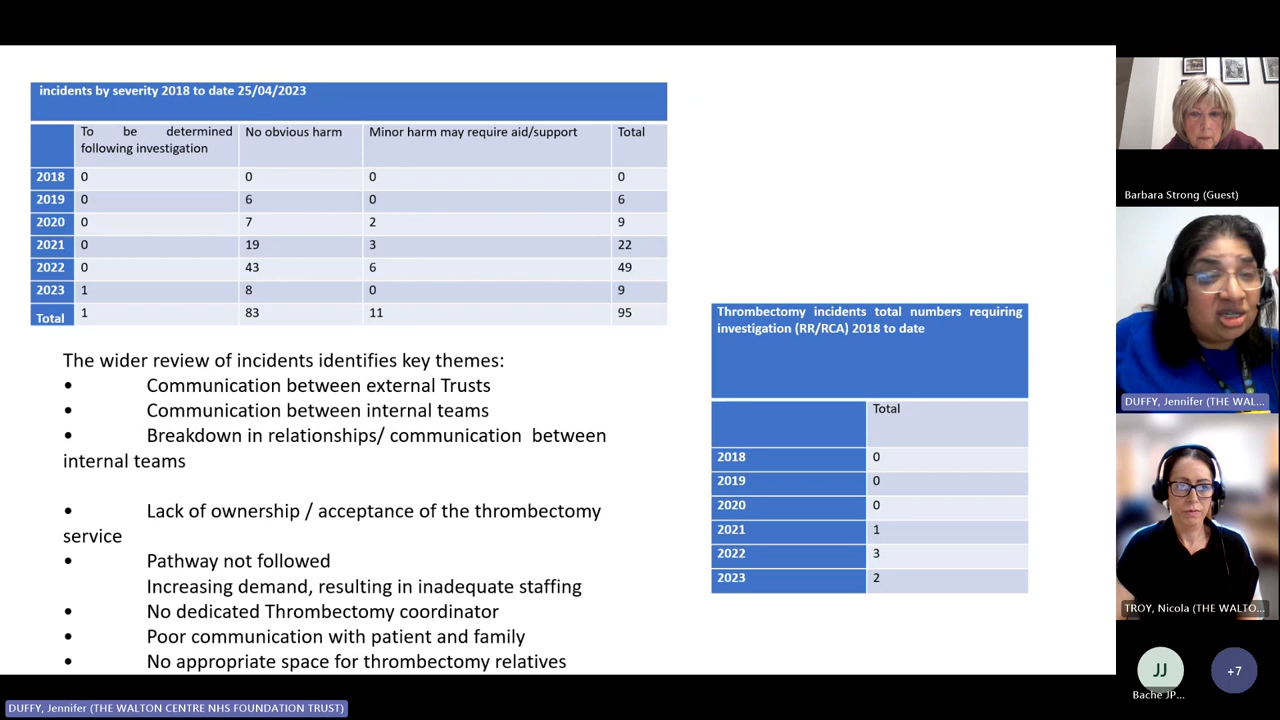 incidents by severity 2018 to date 25/04/2023
To be determined following investigation No obvious harm Minor harm may require aid/support Total
2018 0 0 0 0
2019 0 6 0 6
2020 0 7 2 9
2021 0 19 3 22
2022 0 43 6 49
2023 1 8 0 9
Total 1 83 11 95
The wider review of incidents identifies key themes:
• Communication between external Trusts
• Communication between internal teams
• Breakdown in relationships/ communication between
internal teams
• Lack of ownership / acceptance of the thrombectomy
service
• Pathway not followed
Increasing demand, resulting in inadequate staffing
• No dedicated Thrombectomy coordinator
• Poor communication with patient and family
• No appropriate space for thrombectomy relatives
Thrombectomy incidents total numbers requiring
investigation (RR/RCA) 2018 to date
Total
2018 0
2019 0
2020 0
2021 1
2022 3
2023 2
Barbara Strong (Guest)
DUFFY, Jennifer (THE WAL...
TROY, Nicola (THE WALTO...
JJ
Bache JP...
+7
DUFFY, Jennifer (THE WALTON CENTRE NHS FOUNDATION TRUST)